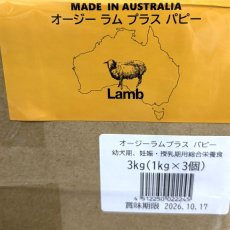 MADE IN AUSTRALIA
オージー ラム プラス パピー
Lamb
オージーラムプラス パピー
幼犬期、妊娠・授乳期用総合栄養食
3kg(1kg×3個)
賞味期限 2026.10.17